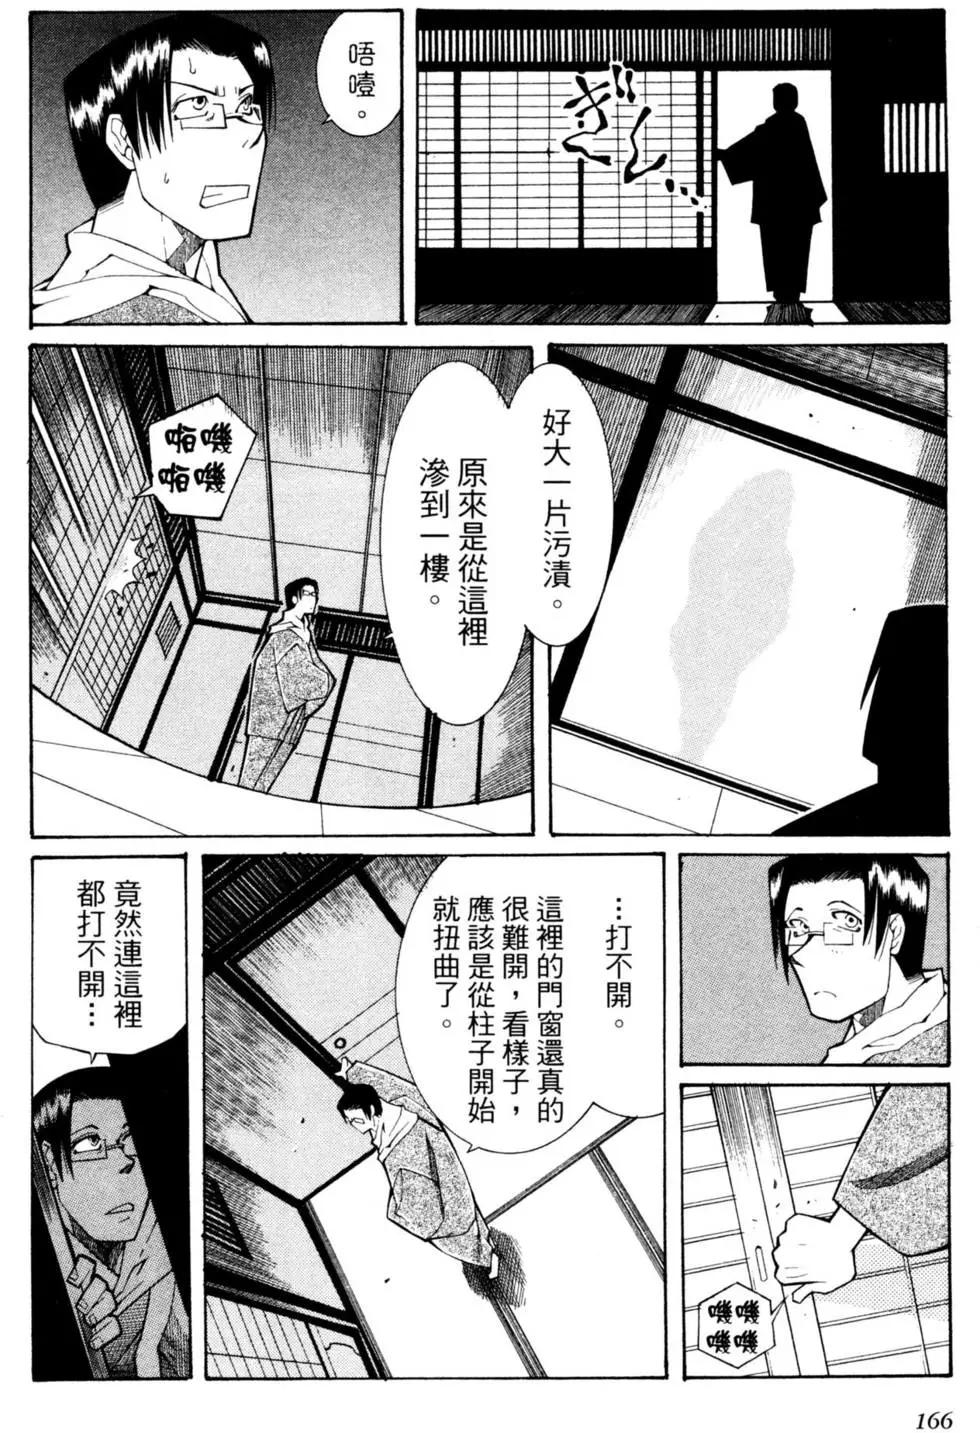 ぎし…
唔噎。
好大一片污漬。
原來是從這裡
滲到一樓。
嘰嘰
啪啪
嘰嘰
嘰嘰
…打不開。
這裡的門窗還真的
很難開，看樣子，
應該是從柱子開始
就扭曲了。
竟然連這裡
都打不開…
166